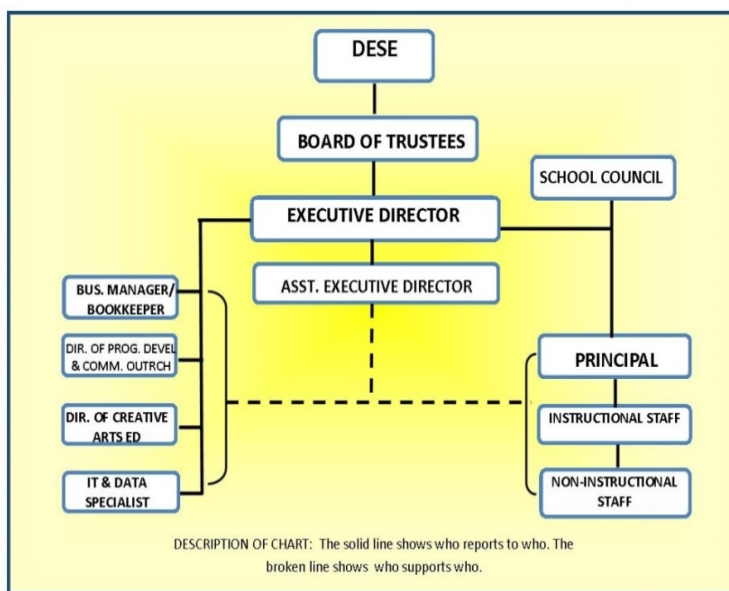 DESE
BOARD OF TRUSTEES
SCHOOL COUNCIL
EXECUTIVE DIRECTOR
ASST. EXECUTIVE DIRECTOR
BUS. MANAGER/
BOOKKEEPER
DIR. OF PROG. DEVEL
& COMM. OUTRCH
DIR. OF CREATIVE
ARTS ED
IT & DATA
SPECIALIST
PRINCIPAL
INSTRUCTIONAL STAFF
NON-INSTRUCTIONAL
STAFF
DESCRIPTION OF CHART: The solid line shows who reports to who. The
broken line shows who supports who.